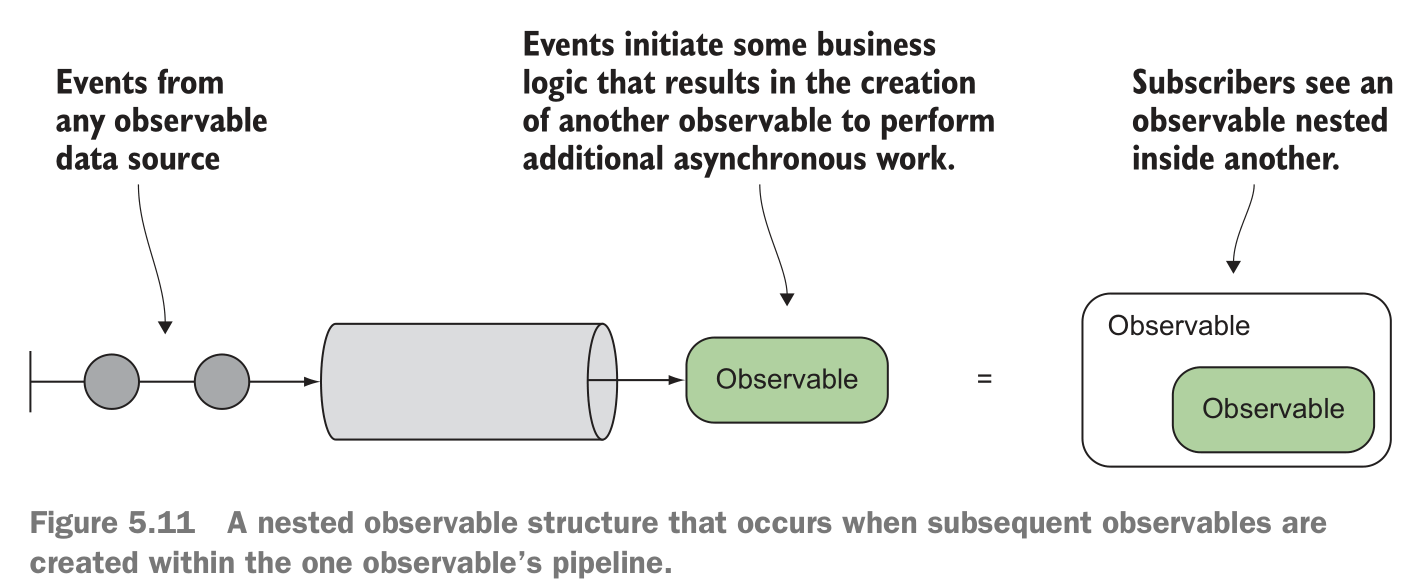 Events from
any observable
data source
Events initiate some business
logic that results in the creation
of another observable to perform
additional asynchronous work.
Subscribers see an
observable nested
inside another.
Observable
=
Observable
Observable
Figure 5.11 A nested observable structure that occurs when subsequent observables are
created within the one observable’s pipeline.